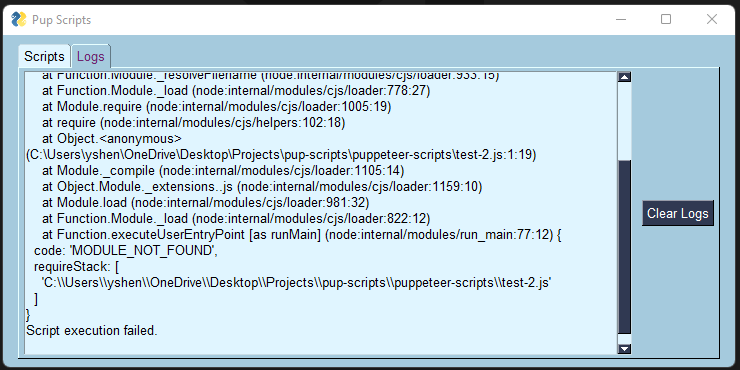 Pup Scripts
Scripts
Logs
at Function.Module._resolveFilename (node:internal/modules/cjs/loader:933:15)
at Function.Module._load (node:internal/modules/cjs/loader:778:27)
at Module.require (node:internal/modules/cjs/loader:1005:19)
at require (node:internal/modules/cjs/helpers:102:18)
at Object.<anonymous>
(C:\Users\yshen\OneDrive\Desktop\Projects\pup-scripts\puppeteer-scripts\test-2.js:1:19)
at Module._compile (node:internal/modules/cjs/loader:1105:14)
at Object.Module._extensions..js (node:internal/modules/cjs/loader:1159:10)
at Module.load (node:internal/modules/cjs/loader:981:32)
at Function.Module._load (node:internal/modules/cjs/loader:822:12)
at Function.executeUserEntryPoint [as runMain] (node:internal/modules/run_main:77:12) {
code: 'MODULE_NOT_FOUND',
requireStack: [
'C:\\Users\\yshen\\OneDrive\\Desktop\\Projects\\pup-scripts\\puppeteer-scripts\\test-2.js'
]
}
Script execution failed.
Clear Logs